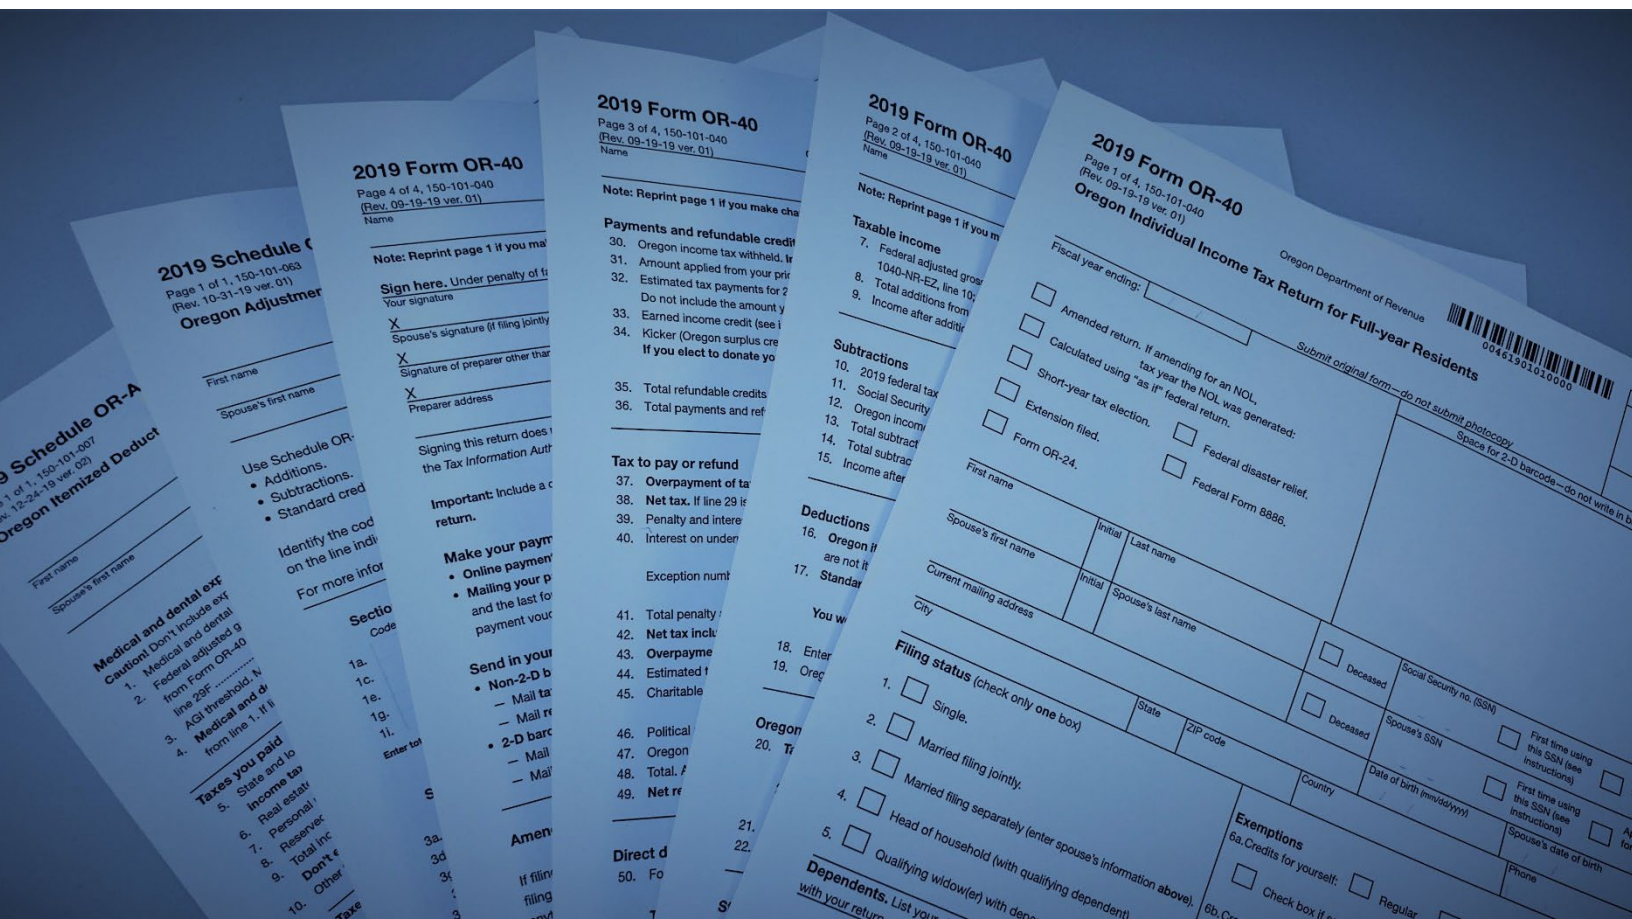 9 Schedule OR-A
1 of 1, 150-101-007
12-24-19 ver. 02)
Oregon Itemized Deduct
First name
Spouse's first name
Medical and dental exp
Caution! Don't include exp
1. Medical and dental
2. Federal adjusted g
from Form OR-40
line 29F
3. AGI threshold.
4. Medical and d
from line 1. If li
Taxes you paid
5. State and lo
Income tax
6. Real estate
7. Personal
8. Reserved
9. Total inc
Don't e
10. Other
Taxe
2019 Schedule
Page 1 of 1, 150-101-063
(Rev. 10-31-19 ver. 01)
Oregon Adjustmen
First name
Spouse's first name
Use Schedule OR-
• Additions.
• Subtractions.
• Standard cred
Identify the cod
on the line indi
For more infor
Sectio
Code
1a.
1c.
1e.
1g.
1i.
Enter tot
S
3a.
3d
2019 Form OR-40
Page 4 of 4, 150-101-040
(Rev. 09-19-19 ver. 01)
Name
Note: Reprint page 1 if you ma
Sign here. Under penalty of fa
Your signature
X
Spouse's signature (if filing jointly
X
Signature of preparer other than
X
Preparer address
Signing this return does
the Tax Information Auth
Important: Include a c
return.
Make your paym
• Online paymen
• Mailing your p
and the last fo
payment vouc
Send in your
• Non-2-D b
— Mail ta
— Mail re
• 2-D barc
— Mail
— Mai
Amen
If filin
filing
2019 Form OR-40
Page 3 of 4, 150-101-040
(Rev. 09-19-19 ver. 01)
Name
Note: Reprint page 1 if you make cha
Payments and refundable credit
30. Oregon income tax withheld. In
31. Amount applied from your prior
32. Estimated tax payments for 2
Do not include the amount y
33. Earned income credit (see i
34. Kicker (Oregon surplus cre
If you elect to donate yo
35. Total refundable credits
36. Total payments and ref
Tax to pay or refund
37. Overpayment of ta
38. Net tax. If line 29 is
39. Penalty and intere
40. Interest on under
Exception numb
41. Total penalty
42. Net tax inclu
43. Overpayme
44. Estimated t
45. Charitable
46. Political
47. Oregon
48. Total. A
49. Net re
Direct d
50. Fo
2019 Form OR-40
Page 2 of 4, 150-101-040
(Rev. 09-19-19 ver. 01)
Name
Note: Reprint page 1 if you m
Taxable income
7. Federal adjusted gros
1040-NR-EZ, line 10;
8. Total additions from
9. Income after additio
Subtractions
10. 2019 federal tax
11. Social Security
12. Oregon incom
13. Total subtract
14. Total subtrac
15. Income after
Deductions
16. Oregon it
are not it
17. Standar
You w
18. Enter
19. Oreg
Oregon
20. T
21.
22.
2019 Form OR-40
Page 1 of 4, 150-101-040
(Rev. 09-19-19 ver. 01)
Oregon Department of Revenue
00461901010000
Oregon Individual Income Tax Return for Full-year Residents
Submit original form—do not submit photocopy
Fiscal year ending:
Space for 2-D barcode—do not write in b
Amended return. If amending for an NOL,
tax year the NOL was generated:
Calculated using "as if" federal return.
Short-year tax election.
Federal disaster relief.
Extension filed.
Federal Form 8886.
Form OR-24.
First name
Initial
Last name
Deceased
Social Security no. (SSN)
First time using
this SSN (see
instructions)
Spouse's first name
Initial
Spouse's last name
Deceased
Spouse's SSN
First time using
this SSN (see
instructions)
Current mailing address
Date of birth (mm/dd/yyyy)
Spouse's date of birth
City
State
ZIP code
Country
Phone
Filing status (check only one box)
1. Single.
2. Married filing jointly.
3. Married filing separately (enter spouse's information above).
4. Head of household (with qualifying dependent)
5. Qualifying widow(er) with depe
Exemptions
6a. Credits for yourself:
Regular
Check box if
6b. Cr
Dependents. List your
with your return